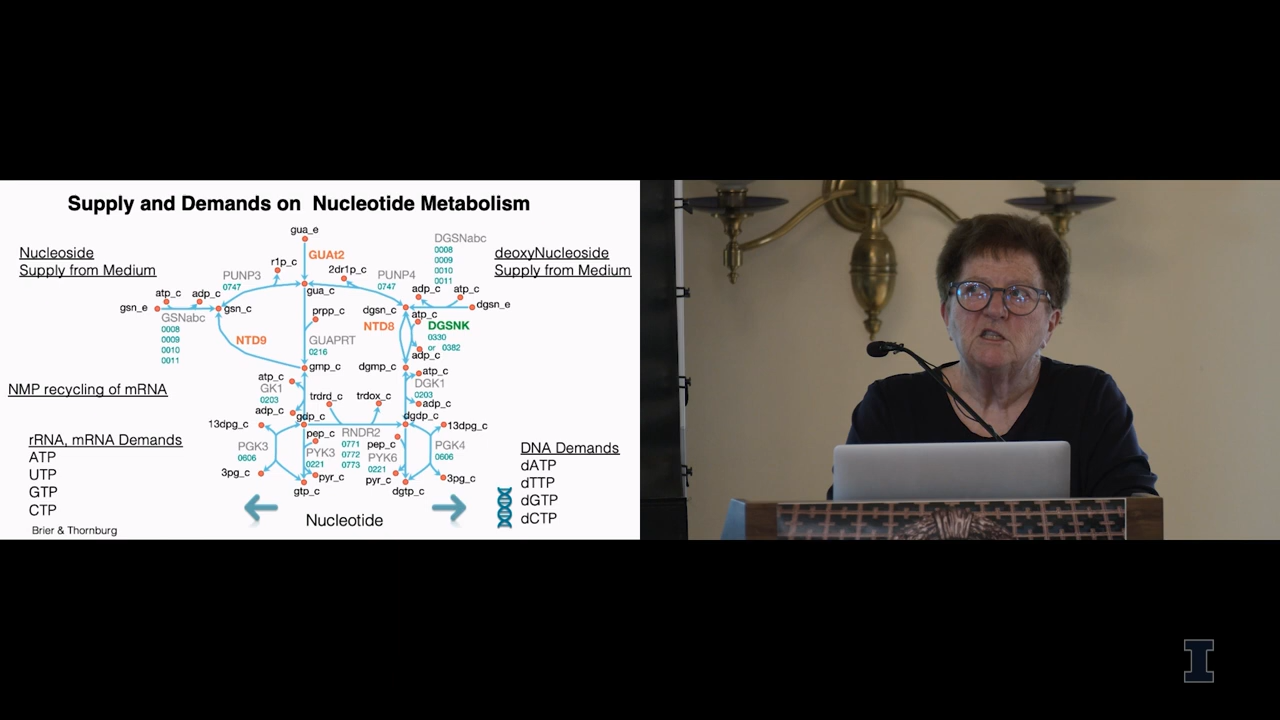 Supply and Demands on Nucleotide Metabolism
gua_e
Nucleoside
Supply from Medium
GUAt2
DGSNabc
0008
0009
0010
0011
deoxyNucleoside
Supply from Medium
r1p_c
2dr1p_c
PUNP3
0747
PUNP4
0747
gua_c
atp_c
adp_c
adp_c
atp_c
gsn_e
gsn_c
dgsn_c
dgsn_e
GSNabc
0008
0009
0010
0011
prpp_c
atp_c
NTD8
DGSNK
0330
or 0382
NTD9
GUAPRT
0216
adp_c
gmp_c
dgmp_c
NMP recycling of mRNA
atp_c
GK1
0203
adp_c
atp_c
DGK1
0203
adp_c
trdrd_c
trdox_c
gdp_c
dgdp_c
13dpg_c
13dpg_c
RNDR2
0771
0772
0773
pep_c
pep_c
PGK3
0606
PYK3
0221
PYK6
0221
PGK4
0606
3pg_c
pyr_c
pyr_c
3pg_c
gtp_c
dgtp_c
rRNA, mRNA Demands
ATP
UTP
GTP
CTP
DNA Demands
dATP
dTTP
dGTP
dCTP
Nucleotide
Brier & Thornburg
I